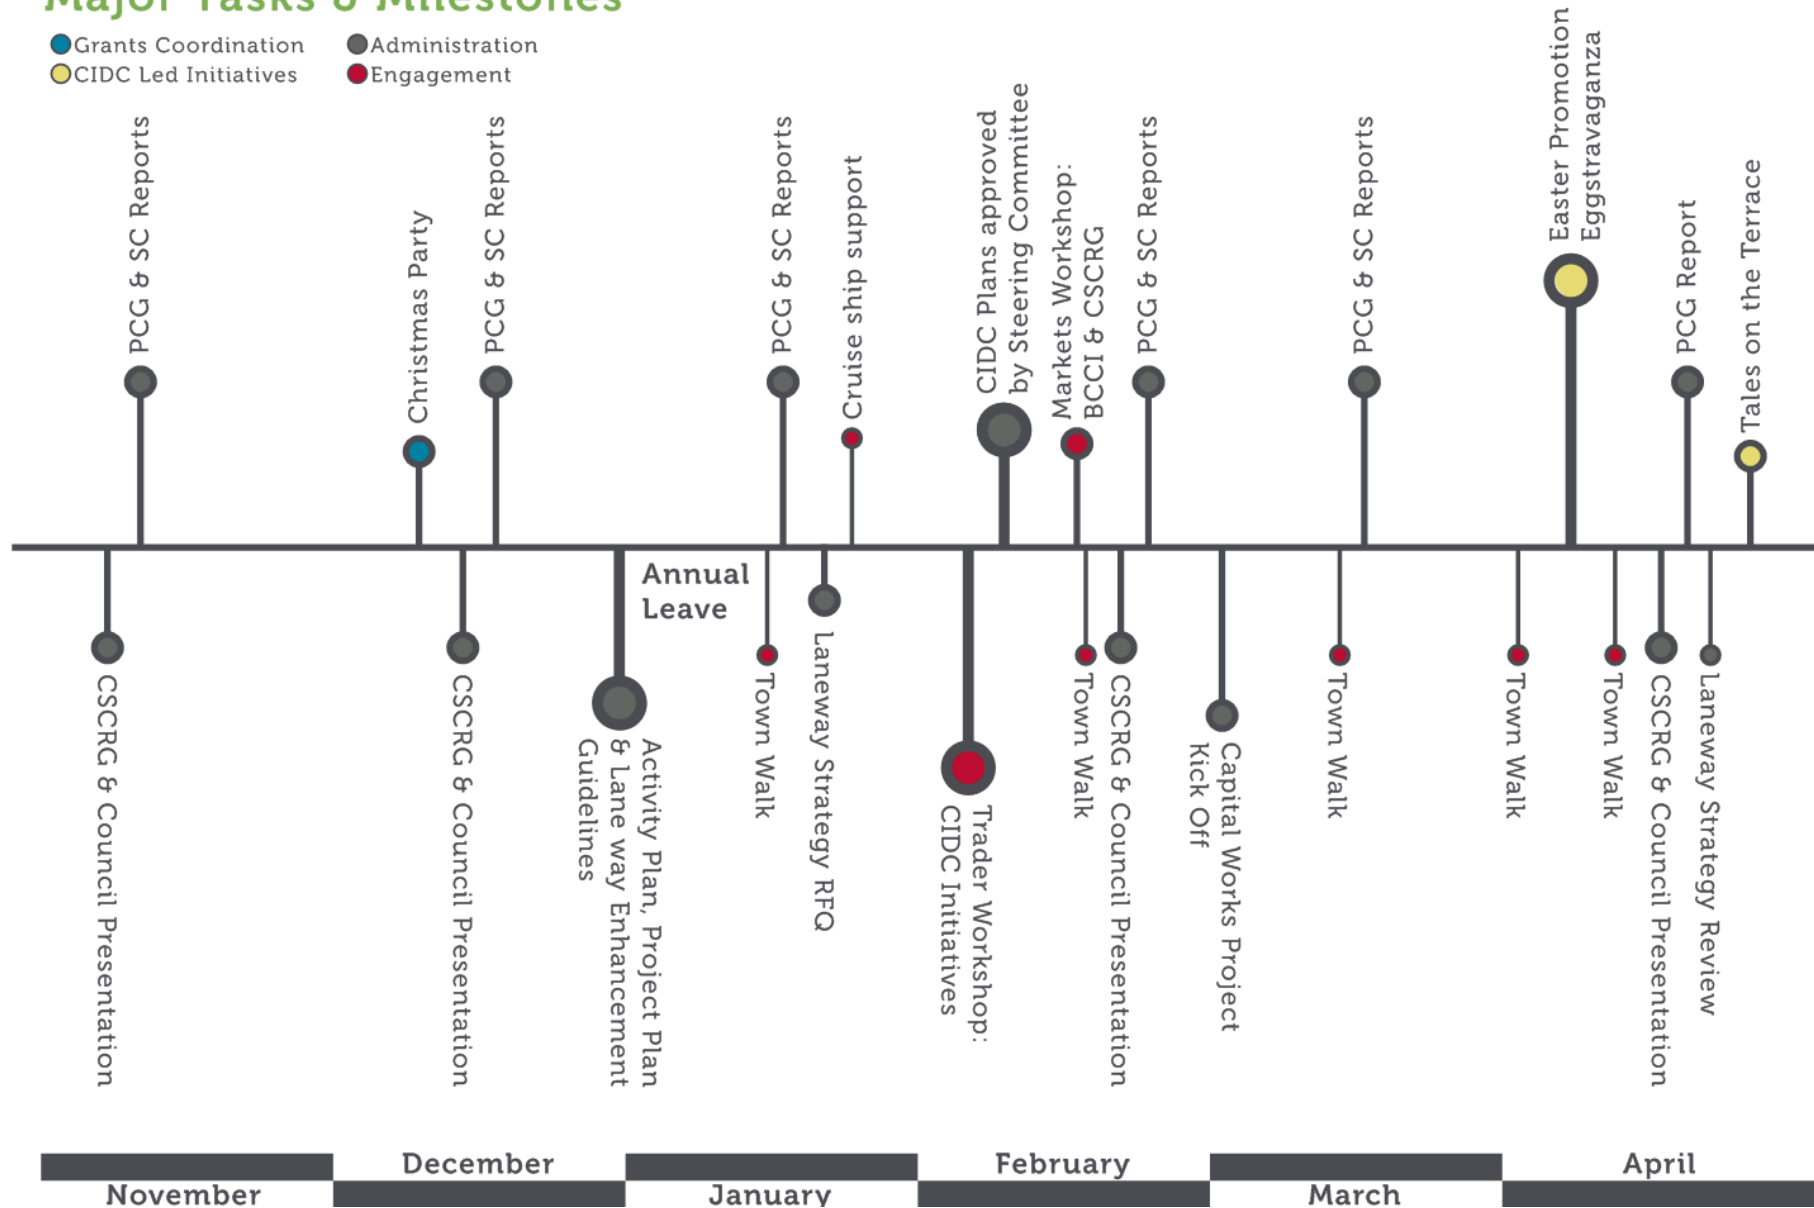 Major Tasks & Milestones
Grants Coordination
Administration
CIDC Led Initiatives
Engagement
PCG & SC Reports
Christmas Party
PCG & SC Reports
PCG & SC Reports
Cruise ship support
CIDC Plans approved
by Steering Committee
Markets Workshop:
BCCI & CSCRG
PCG & SC Reports
PCG & SC Reports
Easter Promotion
Eggstravaganza
PCG Report
Tales on the Terrace
Annual
Leave
CSCRG & Council Presentation
CSCRG & Council Presentation
Activity Plan, Project Plan
& Lane way Enhancement
Guidelines
Town Walk
Laneway Strategy RFQ
Trader Workshop:
CIDC Initiatives
Town Walk
CSCRG & Council Presentation
Capital Works Project
Kick Off
Town Walk
Town Walk
Town Walk
CSCRG & Council Presentation
Laneway Strategy Review
November
December
January
February
March
April